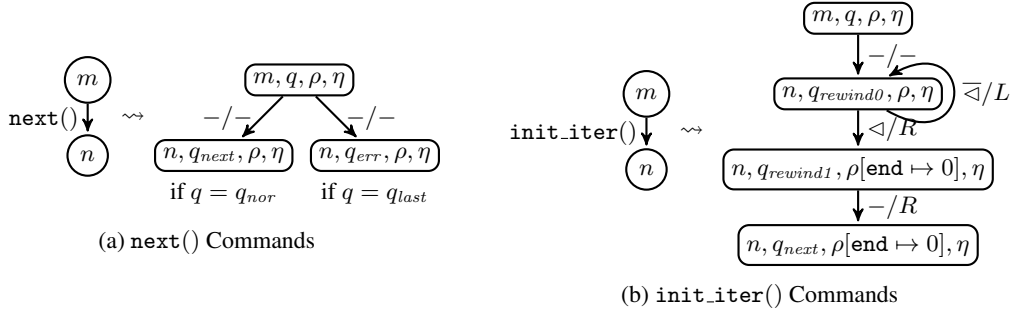 m
next()
n
⇝
m, q, ρ, η
−/−
−/−
n, q_next, ρ, η
n, q_err, ρ, η
if q = q_nor
if q = q_last
(a) next() Commands
m
init_iter()
n
⇝
m, q, ρ, η
−/−
n, q_rewind0, ρ, η
⊲̅/L
⊲/R
n, q_rewind1, ρ[end ↦ 0], η
−/R
n, q_next, ρ[end ↦ 0], η
(b) init_iter() Commands